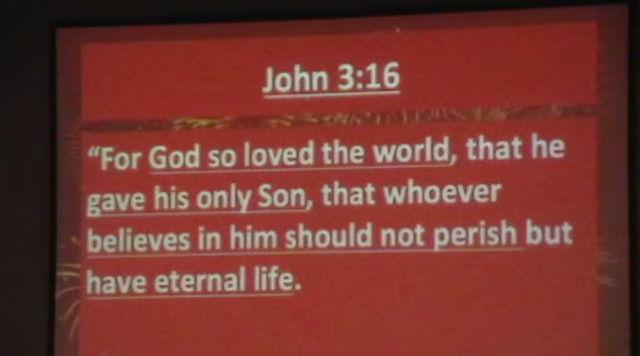 John 3:16
“For God so loved the world, that he
gave his only Son, that whoever
believes in him should not perish but
have eternal life.